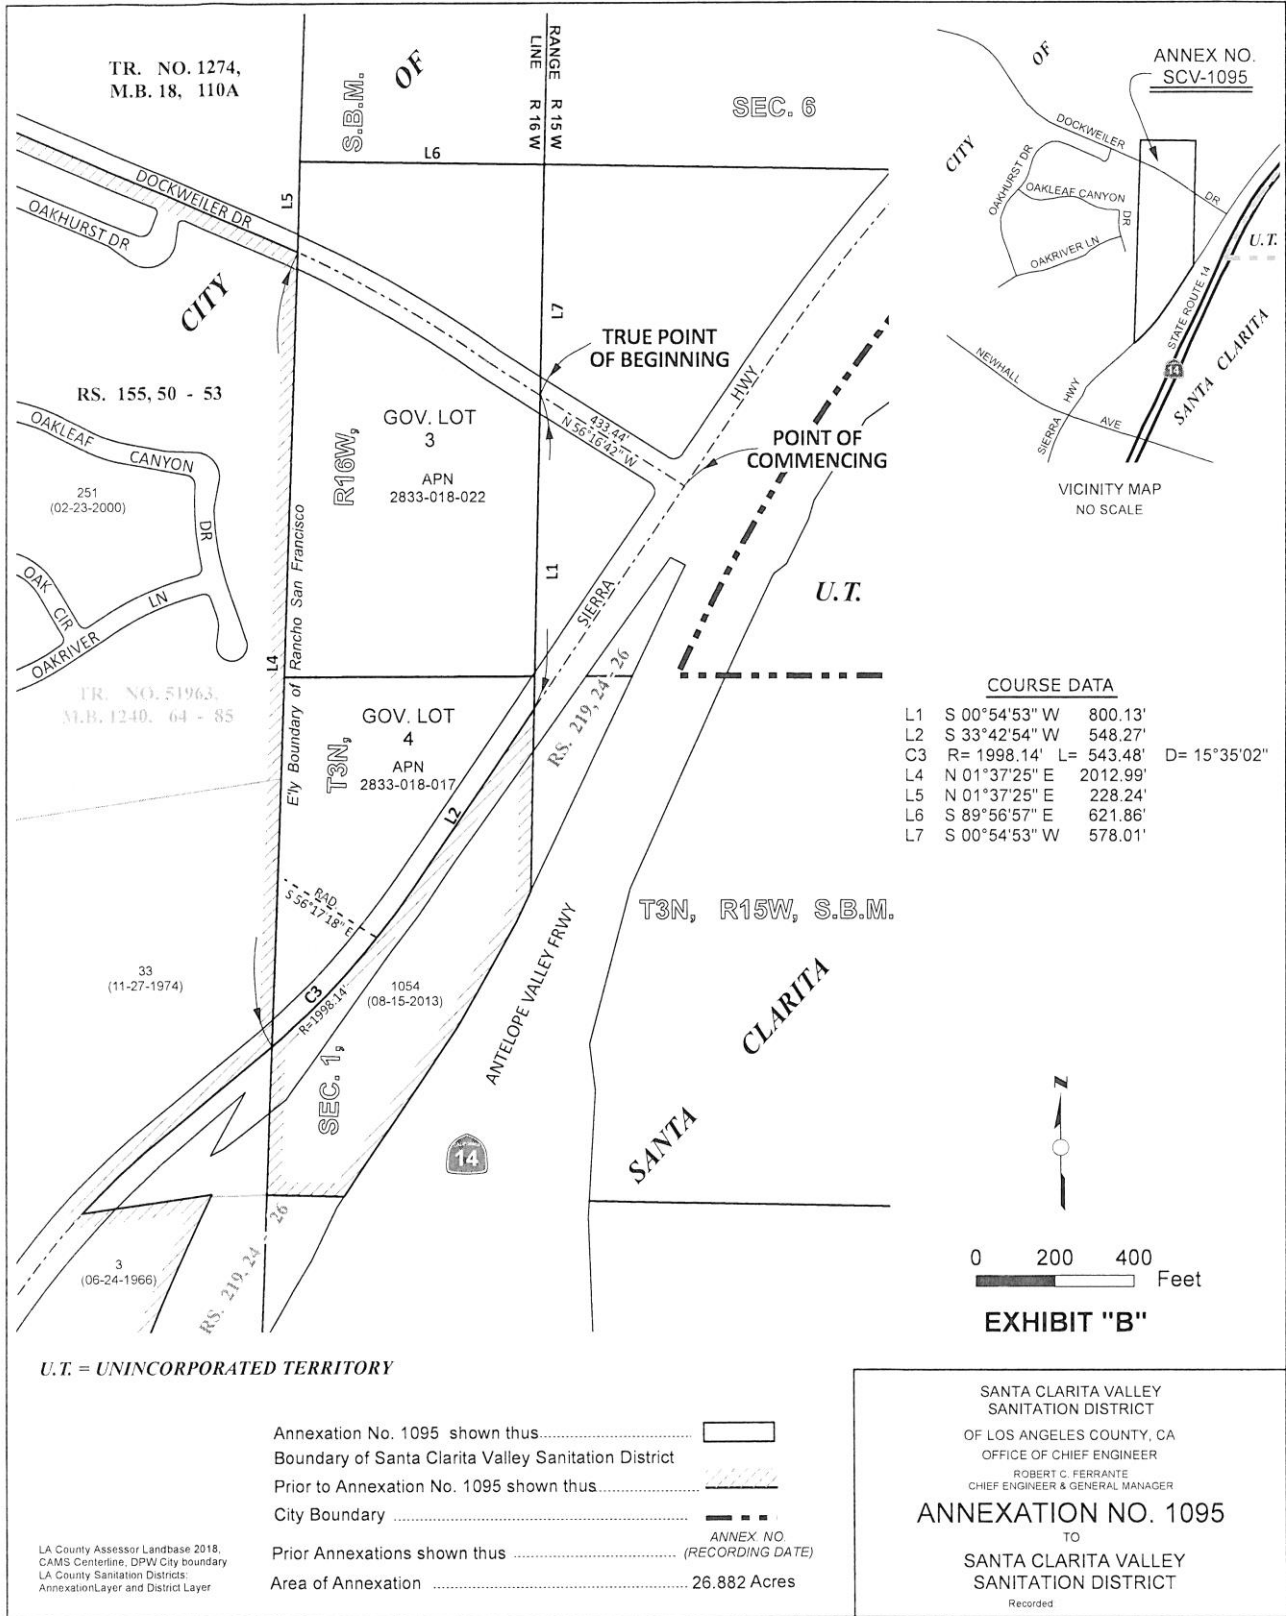 TR. NO. 1274,
M.B. 18, 110A
S.B.M.
OF
RANGE R 15 W
LINE R 16 W
SEC. 6
L6
L5
DOCKWEILER DR
OAKHURST DR
CITY
L7
TRUE POINT
OF BEGINNING
HWY
433.44'
N 56°16'42" W
POINT OF
COMMENCING
RS. 155, 50 - 53
OAKLEAF
CANYON
DR
251
(02-23-2000)
OAK
CIR
OAKRIVER
LN
TR. NO. 51963,
M.B. 1240, 64 - 85
GOV. LOT
3
APN
2833-018-022
R16W,
L1
SIERRA
U.T.
L4
E'ly Boundary of Rancho San Francisco
GOV. LOT
4
APN
2833-018-017
T3N,
RS. 219, 24 - 26
L2
RAD.
S 56°17'18" E
T3N, R15W, S.B.M.
33
(11-27-1974)
C3
R=1998.14'
1054
(08-15-2013)
ANTELOPE VALLEY FRWY
CLARITA
SEC. 1,
SANTA
14
3
(06-24-1966)
RS. 219, 24 - 26
OF
ANNEX NO.
SCV-1095
CITY
DOCKWEILER
DR
OAKHURST DR
OAKLEAF CANYON
DR
OAKRIVER LN
U.T.
STATE ROUTE 14
14
SANTA CLARITA
NEWHALL
AVE
SIERRA
HWY
VICINITY MAP
NO SCALE
COURSE DATA
L1 S 00°54'53" W 800.13'
L2 S 33°42'54" W 548.27'
C3 R= 1998.14' L= 543.48' D= 15°35'02"
L4 N 01°37'25" E 2012.99'
L5 N 01°37'25" E 228.24'
L6 S 89°56'57" E 621.86'
L7 S 00°54'53" W 578.01'
N
0 200 400
Feet
EXHIBIT "B"
U.T. = UNINCORPORATED TERRITORY
Annexation No. 1095 shown thus
Boundary of Santa Clarita Valley Sanitation District
Prior to Annexation No. 1095 shown thus
City Boundary
Prior Annexations shown thus ANNEX. NO.
(RECORDING DATE)
Area of Annexation 26.882 Acres
LA County Assessor Landbase 2018,
CAMS Centerline, DPW City boundary
LA County Sanitation Districts:
AnnexationLayer and District Layer
SANTA CLARITA VALLEY
SANITATION DISTRICT
OF LOS ANGELES COUNTY, CA
OFFICE OF CHIEF ENGINEER
ROBERT C. FERRANTE
CHIEF ENGINEER & GENERAL MANAGER
ANNEXATION NO. 1095
TO
SANTA CLARITA VALLEY
SANITATION DISTRICT
Recorded